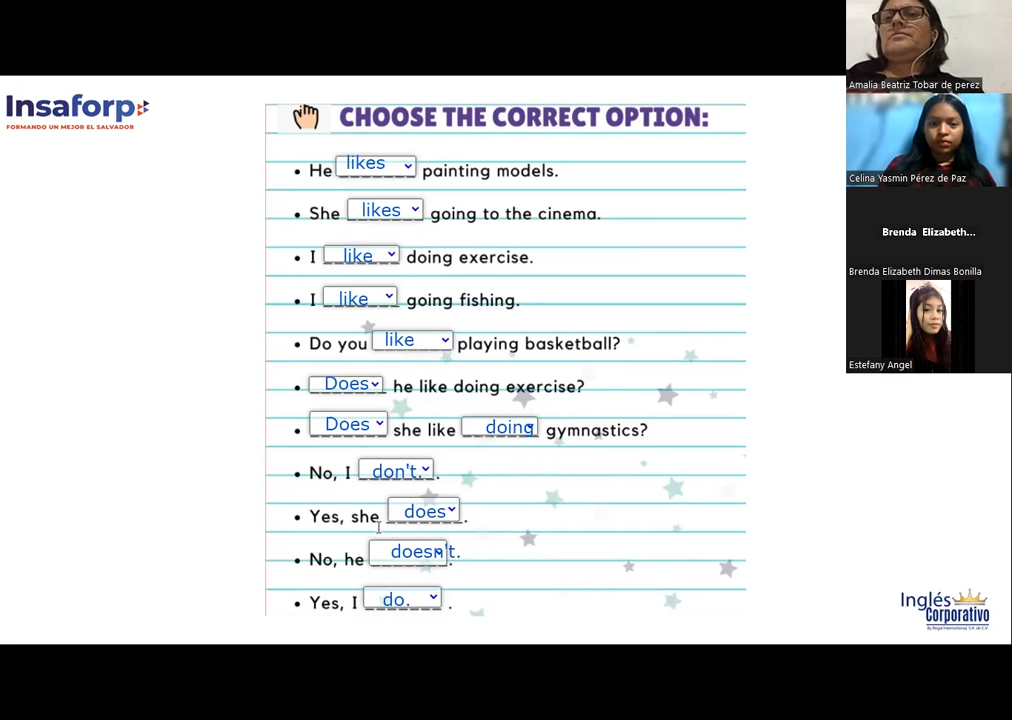 Insaforp
FORMANDO UN MEJOR EL SALVADOR
CHOOSE THE CORRECT OPTION:
• He likes painting models.
• She likes going to the cinema.
• I like doing exercise.
• I like going fishing.
• Do you like playing basketball?
• Does he like doing exercise?
• Does she like doing gymnastics?
• No, I don't. .
• Yes, she does .
• No, he doesn't. .
• Yes, I do. .
Inglés
Corporativo
Amalia Beatriz Tobar de perez
Celina Yasmin Pérez de Paz
Brenda Elizabeth...
Brenda Elizabeth Dimas Bonilla
Estefany Angel